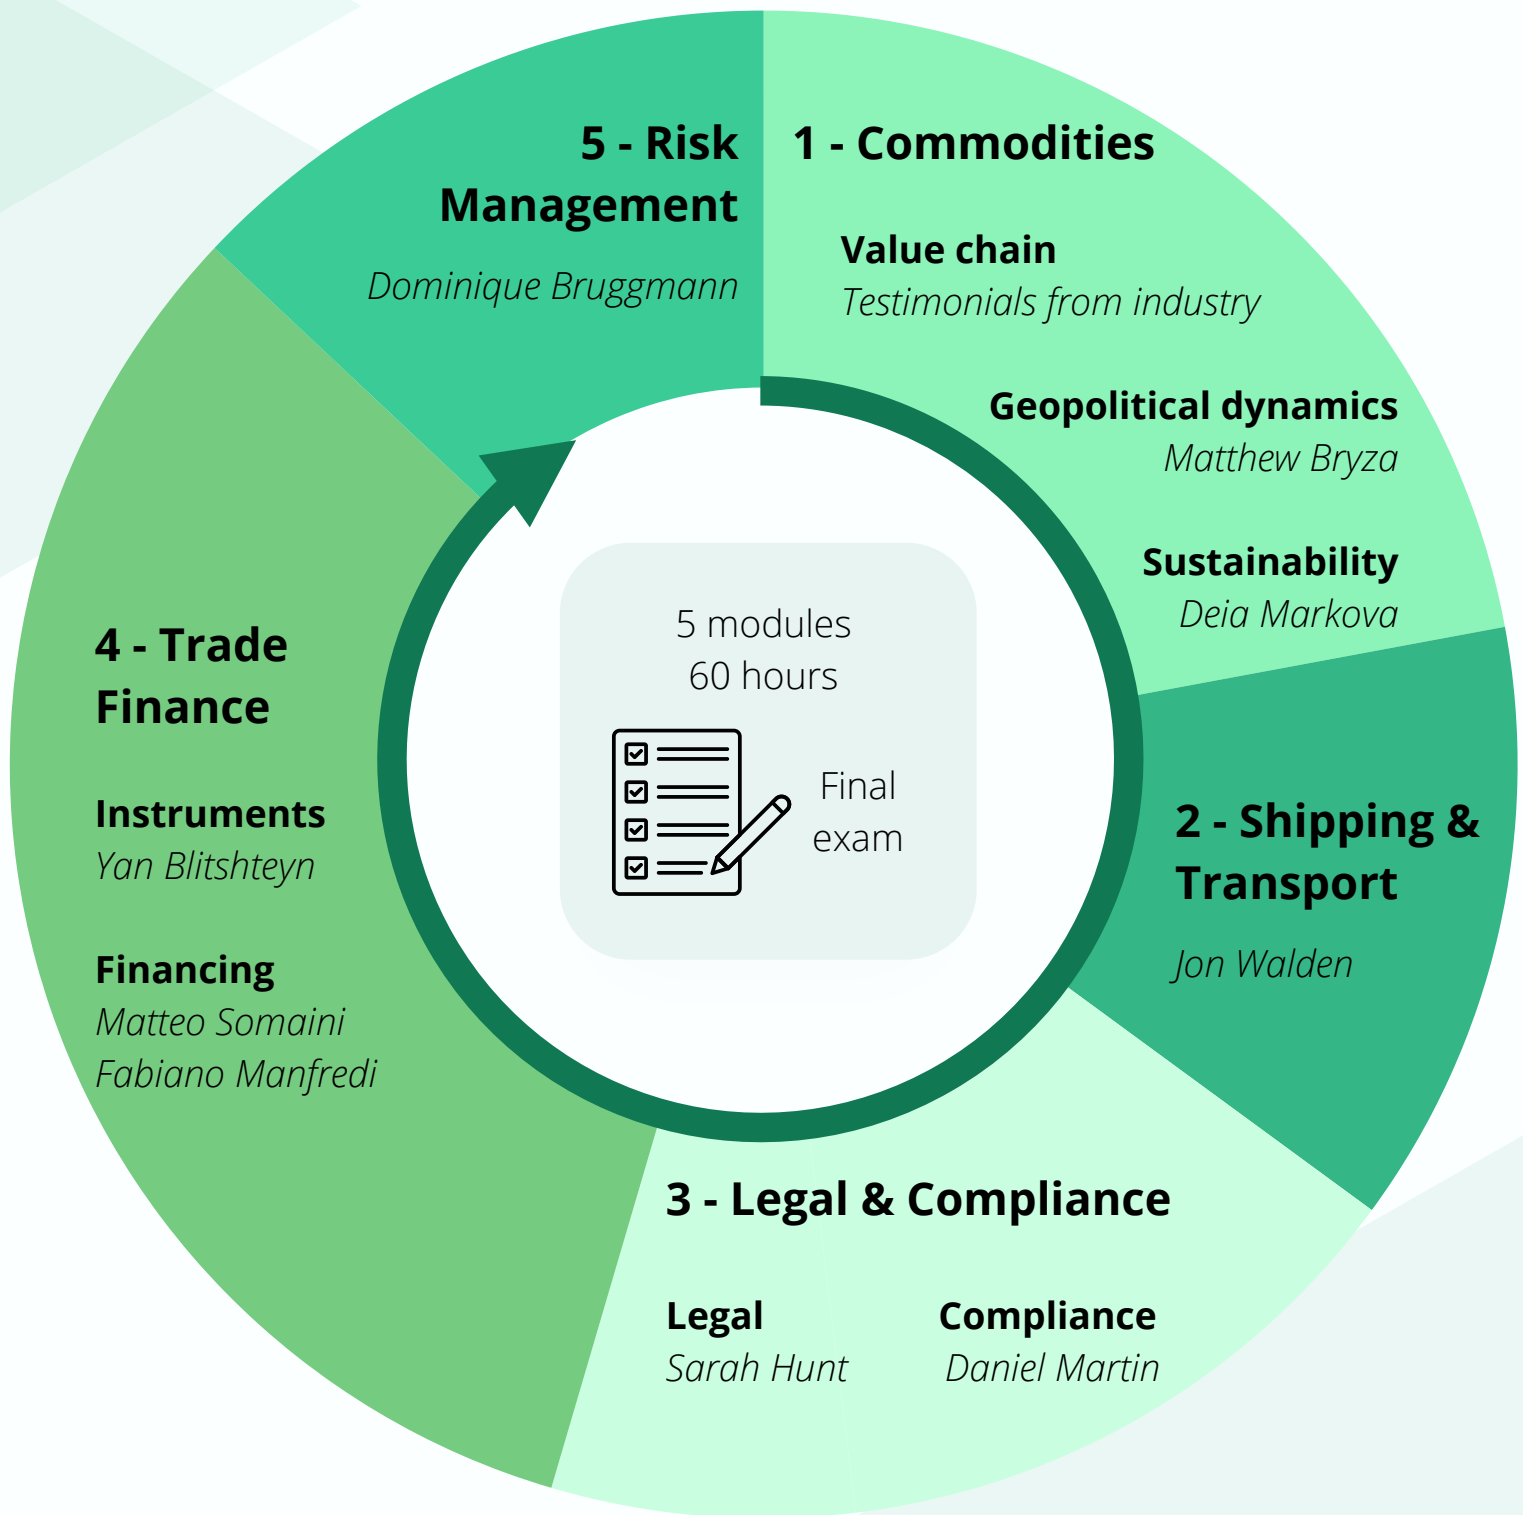 1 - Commodities
Value chain
Testimonials from industry
Geopolitical dynamics
Matthew Bryza
Sustainability
Deia Markova
2 - Shipping &
Transport
Jon Walden
3 - Legal & Compliance
Legal
Sarah Hunt
Compliance
Daniel Martin
4 - Trade
Finance
Instruments
Yan Blitshteyn
Financing
Matteo Somaini
Fabiano Manfredi
5 - Risk
Management
Dominique Bruggmann
5 modules
60 hours
Final
exam